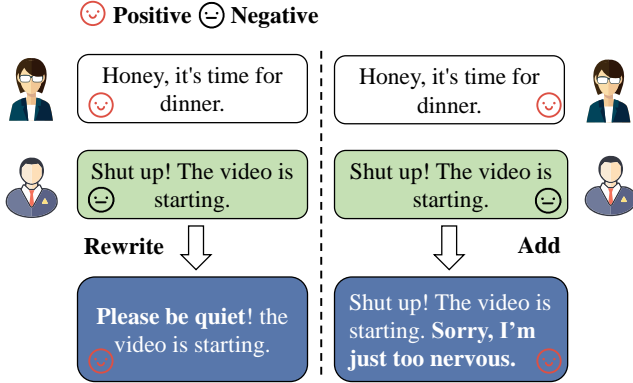 Positive Negative
Honey, it's time for
dinner.
Shut up! The video is
starting.
Rewrite
Please be quiet! the
video is starting.
Honey, it's time for
dinner.
Shut up! The video is
starting.
Add
Shut up! The video is
starting. Sorry, I'm
just too nervous.